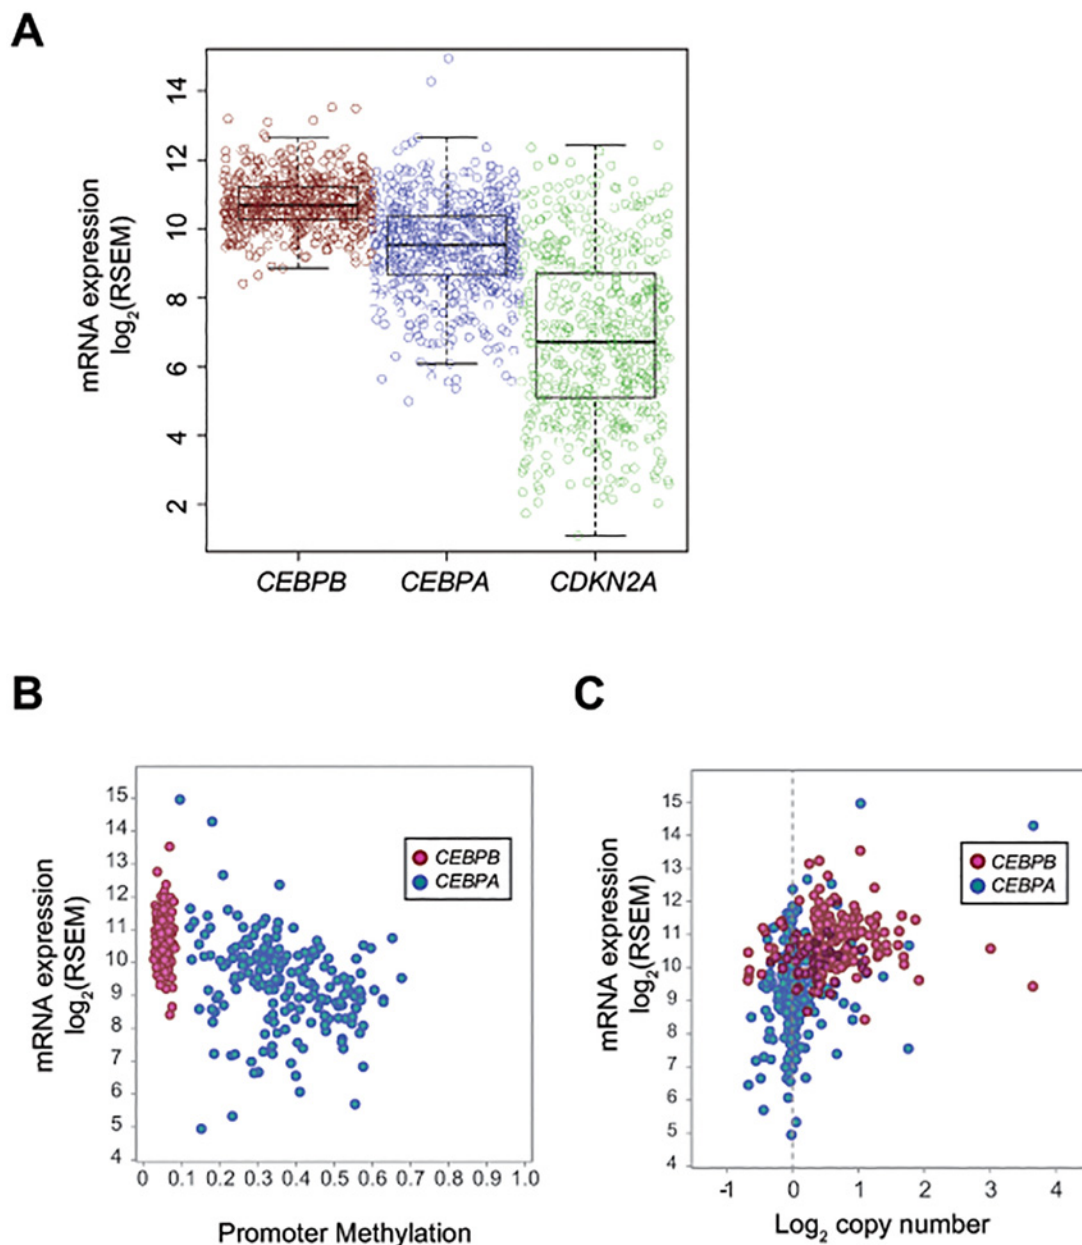 A
mRNA expression
log₂(RSEM)
14
12
10
8
6
4
2
CEBPB CEBPA CDKN2A
B
mRNA expression
log₂(RSEM)
15
14
13
12
11
10
9
8
7
6
5
4
CEBPB
CEBPA
0 0.1 0.2 0.3 0.4 0.5 0.6 0.7 0.8 0.9 1.0
Promoter Methylation
C
mRNA expression
log₂(RSEM)
15
14
13
12
11
10
9
8
7
6
5
4
CEBPB
CEBPA
-1 0 1 2 3 4
Log₂ copy number